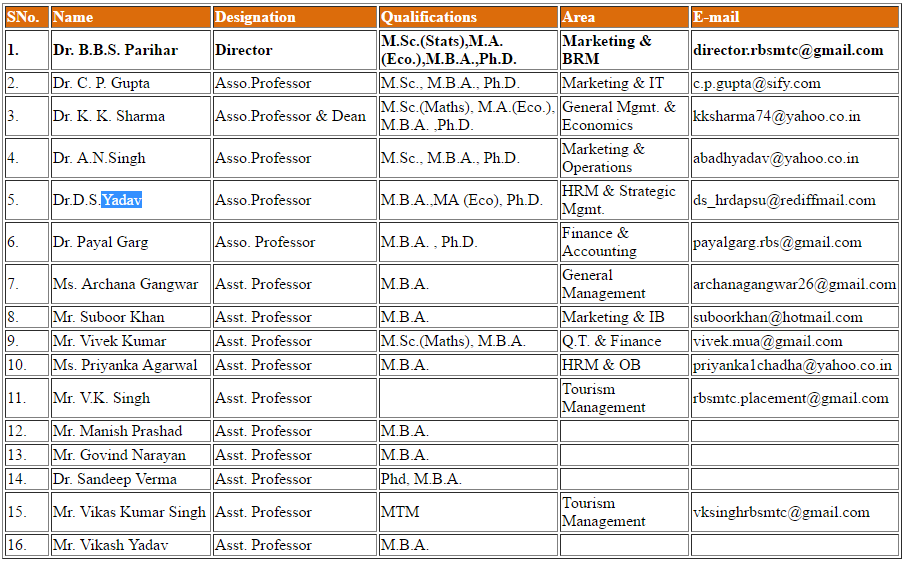 SNo. Name Designation Qualifications Area E-mail
1. Dr. B.B.S. Parihar Director M.Sc.(Stats),M.A.(Eco.),M.B.A.,Ph.D. Marketing & BRM director.rbsmtc@gmail.com
2. Dr. C. P. Gupta Asso.Professor M.Sc., M.B.A., Ph.D. Marketing & IT c.p.gupta@sify.com
3. Dr. K. K. Sharma Asso.Professor & Dean M.Sc.(Maths), M.A.(Eco.), M.B.A. ,Ph.D. General Mgmt. & Economics kksharma74@yahoo.co.in
4. Dr. A.N.Singh Asso.Professor M.Sc., M.B.A., Ph.D. Marketing & Operations abadhyadav@yahoo.co.in
5. Dr.D.S.Yadav Asso.Professor M.B.A.,MA (Eco), Ph.D. HRM & Strategic Mgmt. ds_hrdapsu@rediffmail.com
6. Dr. Payal Garg Asso. Professor M.B.A. , Ph.D. Finance & Accounting payalgarg.rbs@gmail.com
7. Ms. Archana Gangwar Asst. Professor M.B.A. General Management archanagangwar26@gmail.com
8. Mr. Suboor Khan Asst. Professor M.B.A. Marketing & IB suboorkhan@hotmail.com
9. Mr. Vivek Kumar Asst. Professor M.Sc.(Maths), M.B.A. Q.T. & Finance vivek.mua@gmail.com
10. Ms. Priyanka Agarwal Asst. Professor M.B.A. HRM & OB priyanka1chadha@yahoo.co.in
11. Mr. V.K. Singh Asst. Professor Tourism Management rbsmtc.placement@gmail.com
12. Mr. Manish Prashad Asst. Professor M.B.A.
13. Mr. Govind Narayan Asst. Professor M.B.A.
14. Dr. Sandeep Verma Asst. Professor Phd, M.B.A.
15. Mr. Vikas Kumar Singh Asst. Professor MTM Tourism Management vksinghrbsmtc@gmail.com
16. Mr. Vikash Yadav Asst. Professor M.B.A.